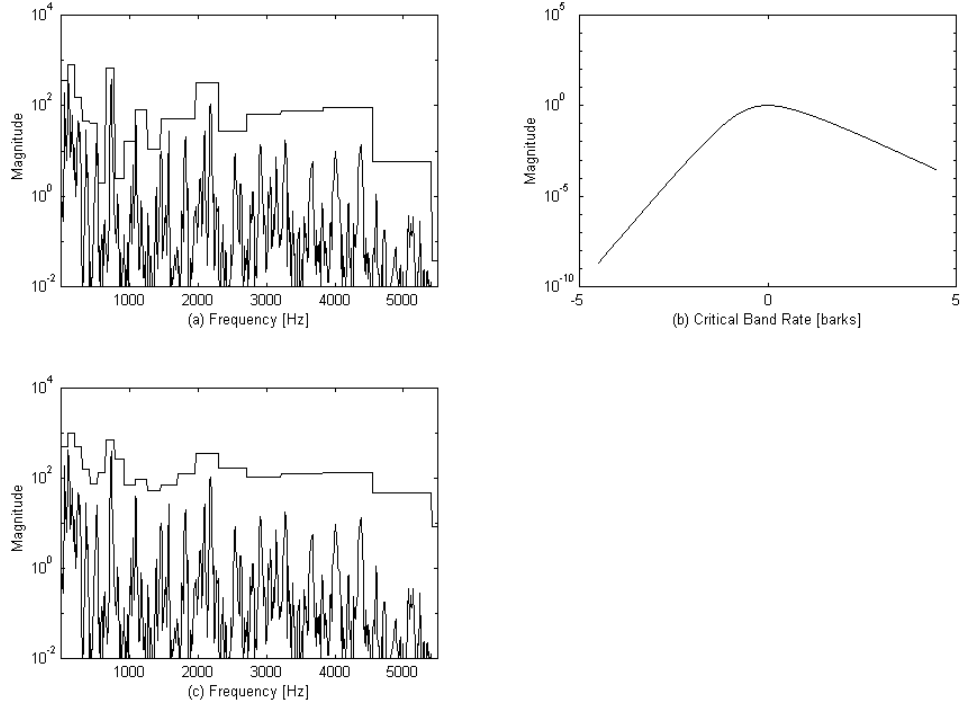 10^4
10^2
10^0
10^-2
Magnitude
1000 2000 3000 4000 5000
(a) Frequency [Hz]
10^5
10^0
10^-5
10^-10
Magnitude
-5 0 5
(b) Critical Band Rate [barks]
10^4
10^2
10^0
10^-2
Magnitude
1000 2000 3000 4000 5000
(c) Frequency [Hz]